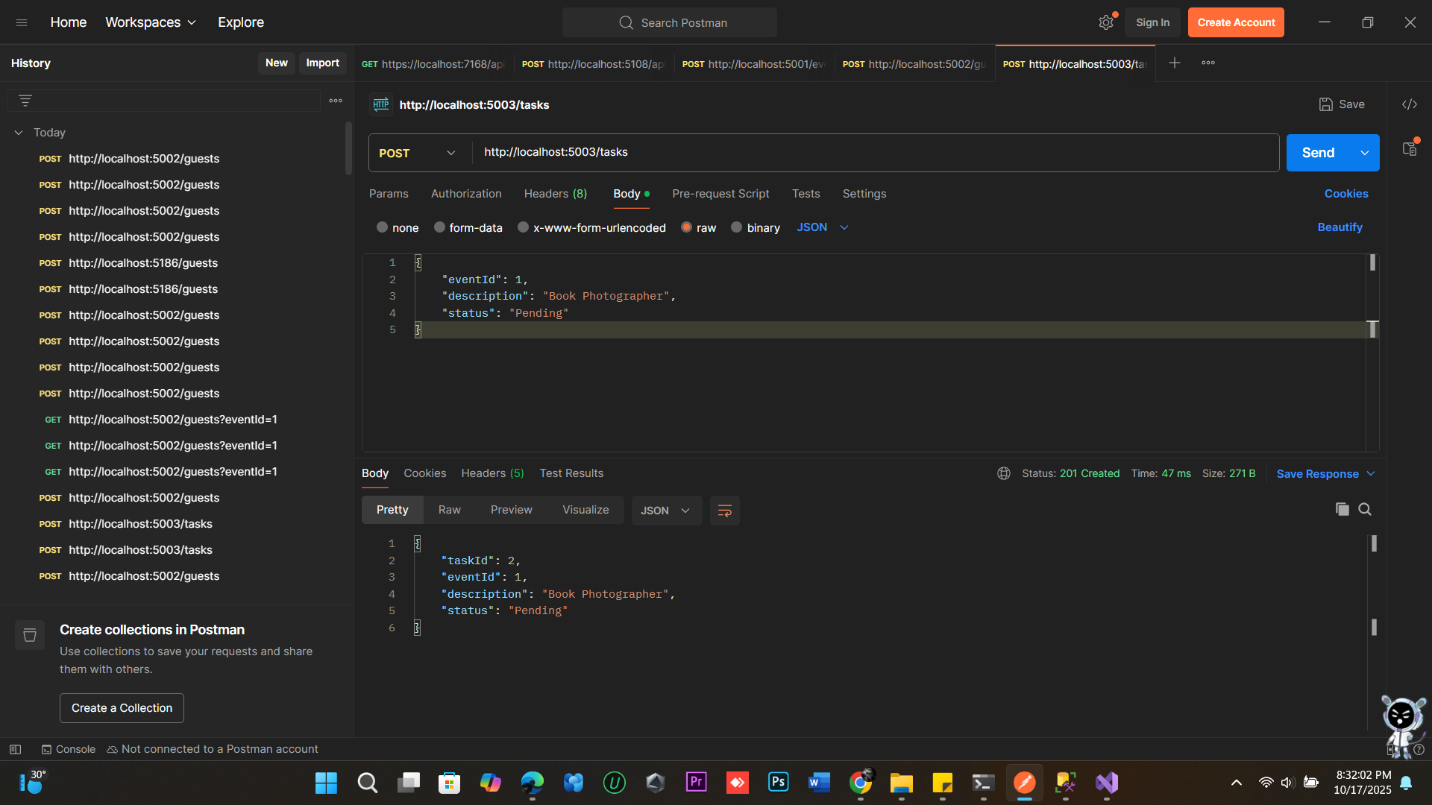 Home Workspaces Explore Search Postman Sign In Create Account
History New Import
GET https://localhost:7168/api POST http://localhost:5108/ap POST http://localhost:5001/ev POST http://localhost:5002/gu POST http://localhost:5003/ta
HTTP http://localhost:5003/tasks Save
Today
POST http://localhost:5002/guests
POST http://localhost:5002/guests
POST http://localhost:5002/guests
POST http://localhost:5002/guests
POST http://localhost:5186/guests
POST http://localhost:5186/guests
POST http://localhost:5002/guests
POST http://localhost:5002/guests
POST http://localhost:5002/guests
POST http://localhost:5002/guests
GET http://localhost:5002/guests?eventId=1
GET http://localhost:5002/guests?eventId=1
GET http://localhost:5002/guests?eventId=1
POST http://localhost:5002/guests
POST http://localhost:5003/tasks
POST http://localhost:5003/tasks
POST http://localhost:5002/guests
Create collections in Postman
Use collections to save your requests and share
them with others.
Create a Collection
POST http://localhost:5003/tasks Send
Params Authorization Headers (8) Body Pre-request Script Tests Settings Cookies
none form-data x-www-form-urlencoded raw binary JSON Beautify
1 {
2 "eventId": 1,
3 "description": "Book Photographer",
4 "status": "Pending"
5 }
Body Cookies Headers (5) Test Results Status: 201 Created Time: 47 ms Size: 271 B Save Response
Pretty Raw Preview Visualize JSON
1 {
2 "taskId": 2,
3 "eventId": 1,
4 "description": "Book Photographer",
5 "status": "Pending"
6 }
Console Not connected to a Postman account
30°
Pr
Ps
W
8:32:02 PM
10/17/2025